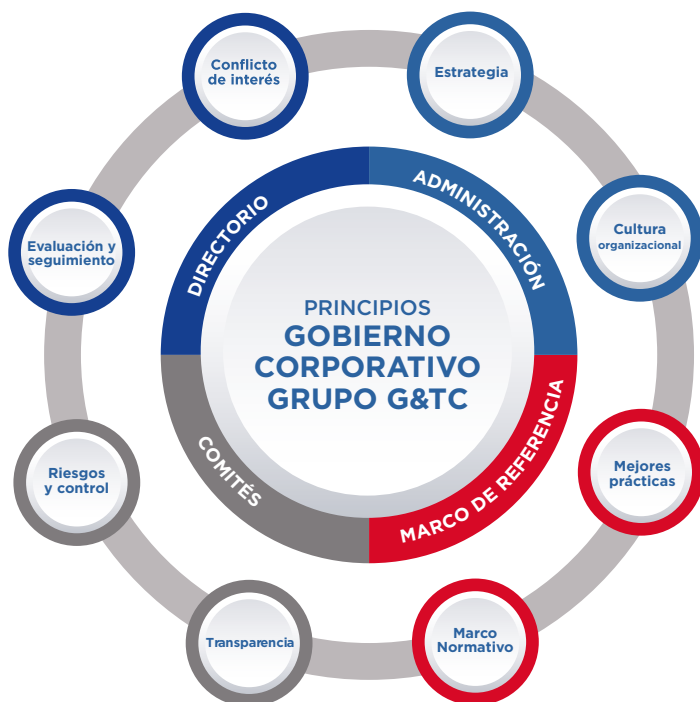 Conflicto
de interés
Estrategia
Evaluación y
seguimiento
Cultura
organizacional
DIRECTORIO
ADMINISTRACIÓN
PRINCIPIOS
GOBIERNO
CORPORATIVO
GRUPO G&TC
COMITÉS
MARCO DE REFERENCIA
Riesgos
y control
Mejores
prácticas
Transparencia
Marco
Normativo